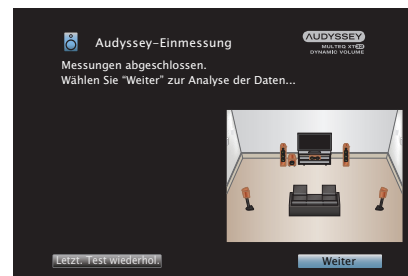 Audyssey-Einmessung
AUDYSSEY
MULTEQ XT32
DYNAMIC VOLUME
Messungen abgeschlossen.
Wählen Sie “Weiter” zur Analyse der Daten...
Letzt. Test wiederhol.
Weiter